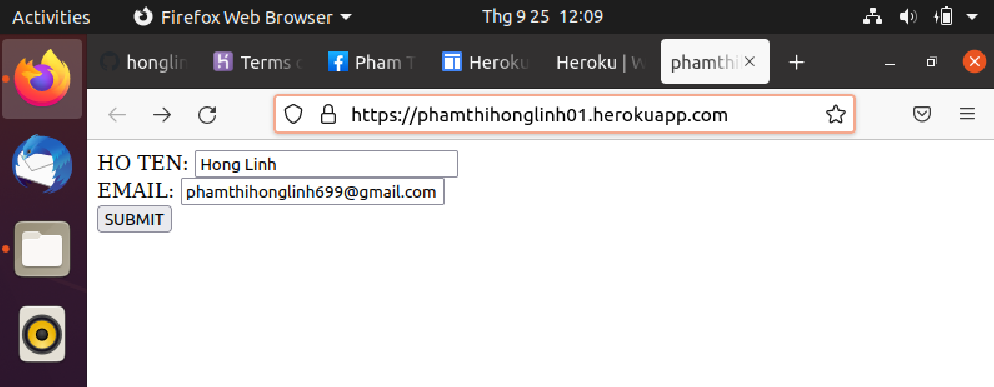 Activities Firefox Web Browser Thg 9 25 12:09
honglin Terms Pham T Heroku Heroku | W phamthi
https://phamthihonglinh01.herokuapp.com
HO TEN: Hong Linh
EMAIL: phamthihonglinh699@gmail.com
SUBMIT